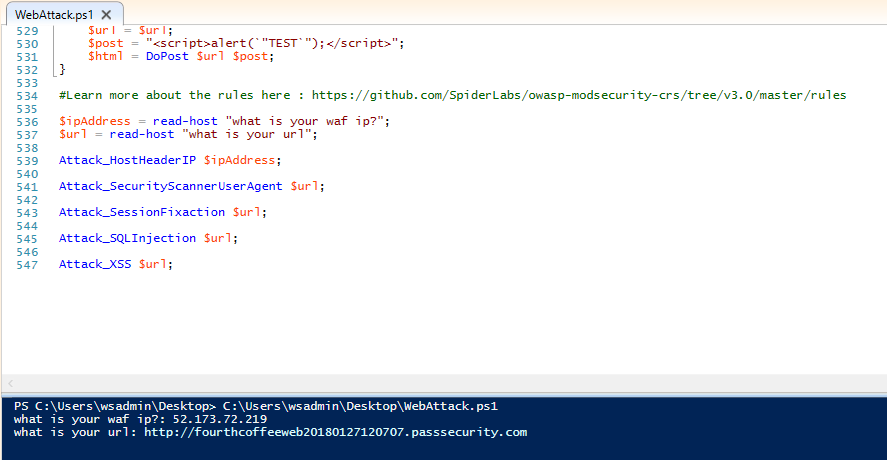 WebAttack.ps1 X
529 $url = $url;
530 $post = "<script>alert(`"TEST`");</script>";
531 $html = DoPost $url $post;
532 }
533
534 #Learn more about the rules here : https://github.com/SpiderLabs/owasp-modsecurity-crs/tree/v3.0/master/rules
535
536 $ipAddress = read-host "what is your waf ip?";
537 $url = read-host "what is your url";
538
539 Attack_HostHeaderIP $ipAddress;
540
541 Attack_SecurityScannerUserAgent $url;
542
543 Attack_SessionFixaction $url;
544
545 Attack_SQLInjection $url;
546
547 Attack_XSS $url;
PS C:\Users\wsadmin\Desktop> C:\Users\wsadmin\Desktop\WebAttack.ps1
what is your waf ip?: 52.173.72.219
what is your url: http://fourthcoffeeweb20180127120707.passsecurity.com